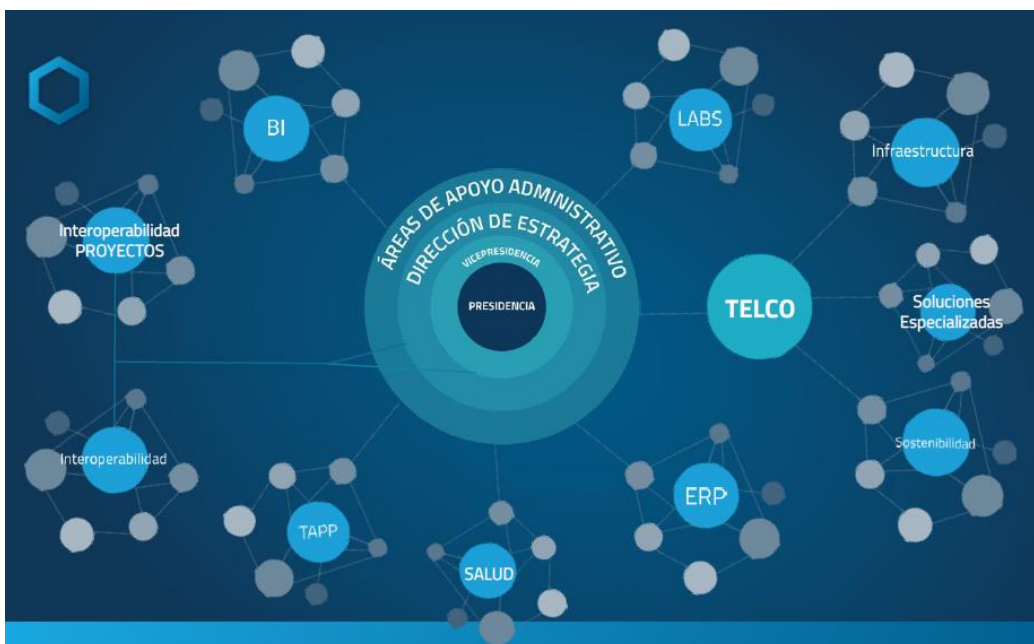 BI
LABS
Infraestructura
Interoperabilidad
PROYECTOS
ÁREAS DE APOYO ADMINISTRATIVO
DIRECCIÓN DE ESTRATEGIA
VICEPRESIDENCIA
PRESIDENCIA
TELCO
Soluciones
Especializadas
Interoperabilidad
Sostenibilidad
TAPP
SALUD
ERP